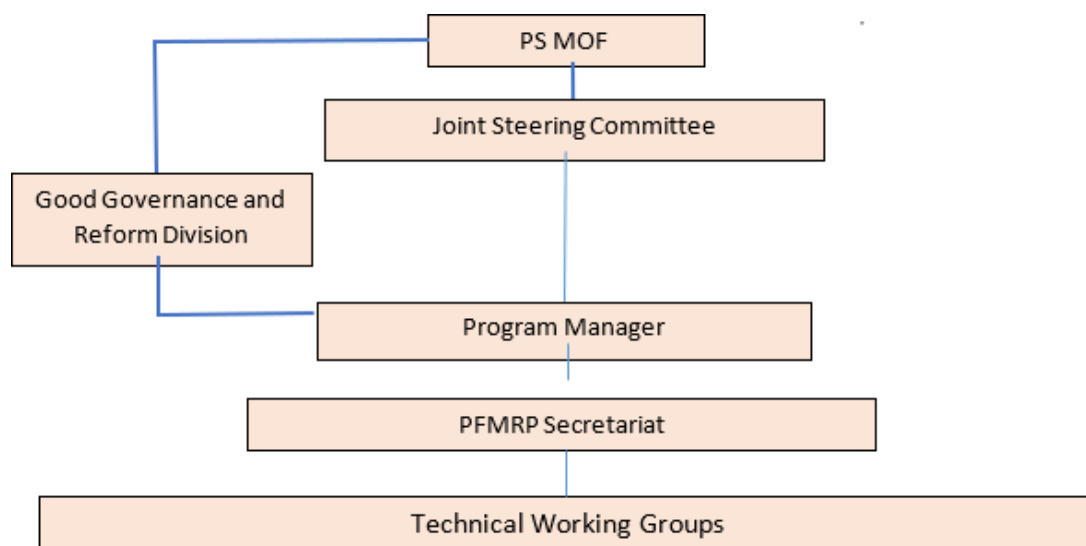 PS MOF
Joint Steering Committee
Good Governance and
Reform Division
Program Manager
PFMRP Secretariat
Technical Working Groups